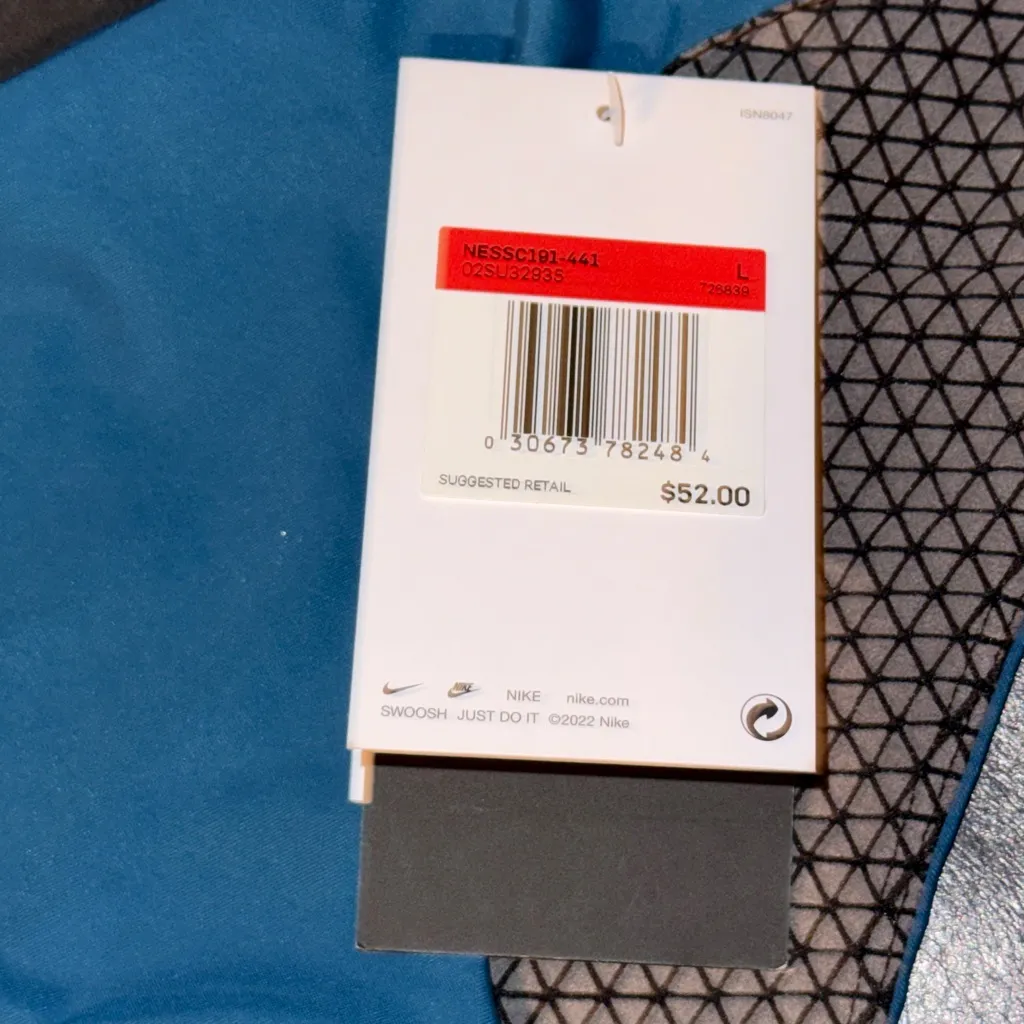 ISN8047
NESSC191-441
02SU32935
L
728839
0 30673 78248 4
SUGGESTED RETAIL $52.00
NIKE nike.com
SWOOSH JUST DO IT ©2022 Nike